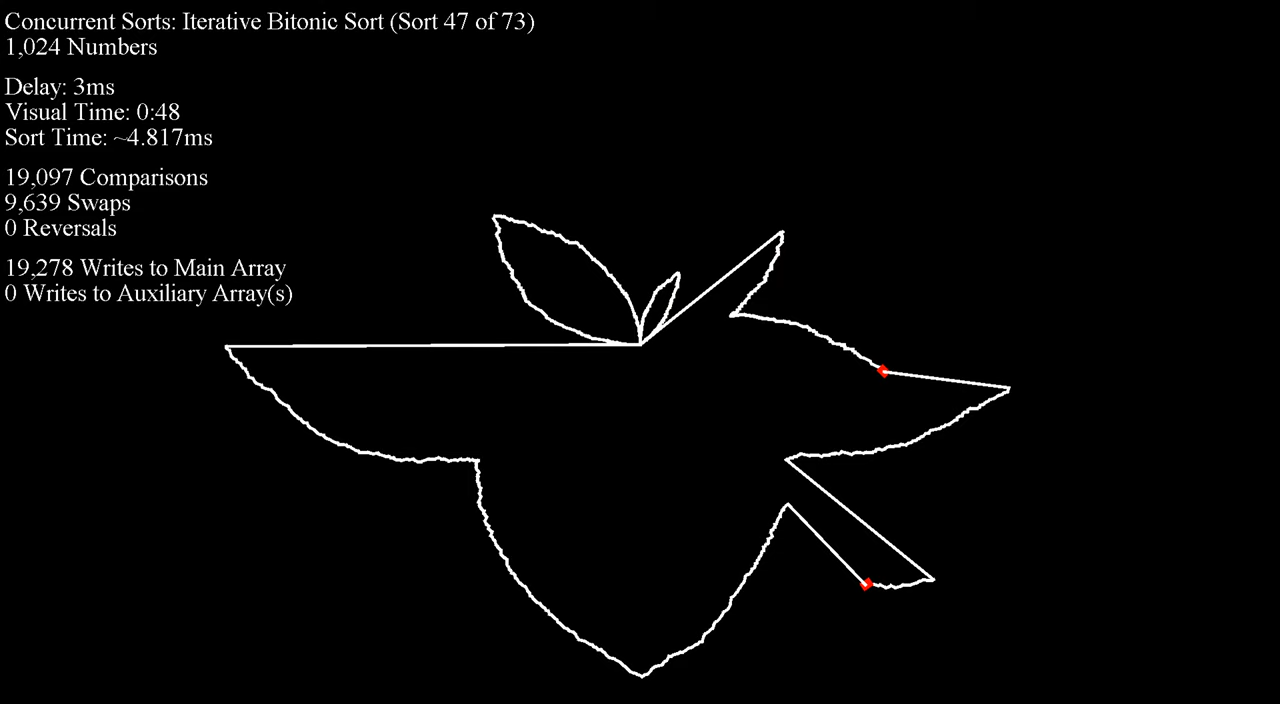 Concurrent Sorts: Iterative Bitonic Sort (Sort 47 of 73)
1,024 Numbers
Delay: 3ms
Visual Time: 0:48
Sort Time: ~4.817ms
19,097 Comparisons
9,639 Swaps
0 Reversals
19,278 Writes to Main Array
0 Writes to Auxiliary Array(s)